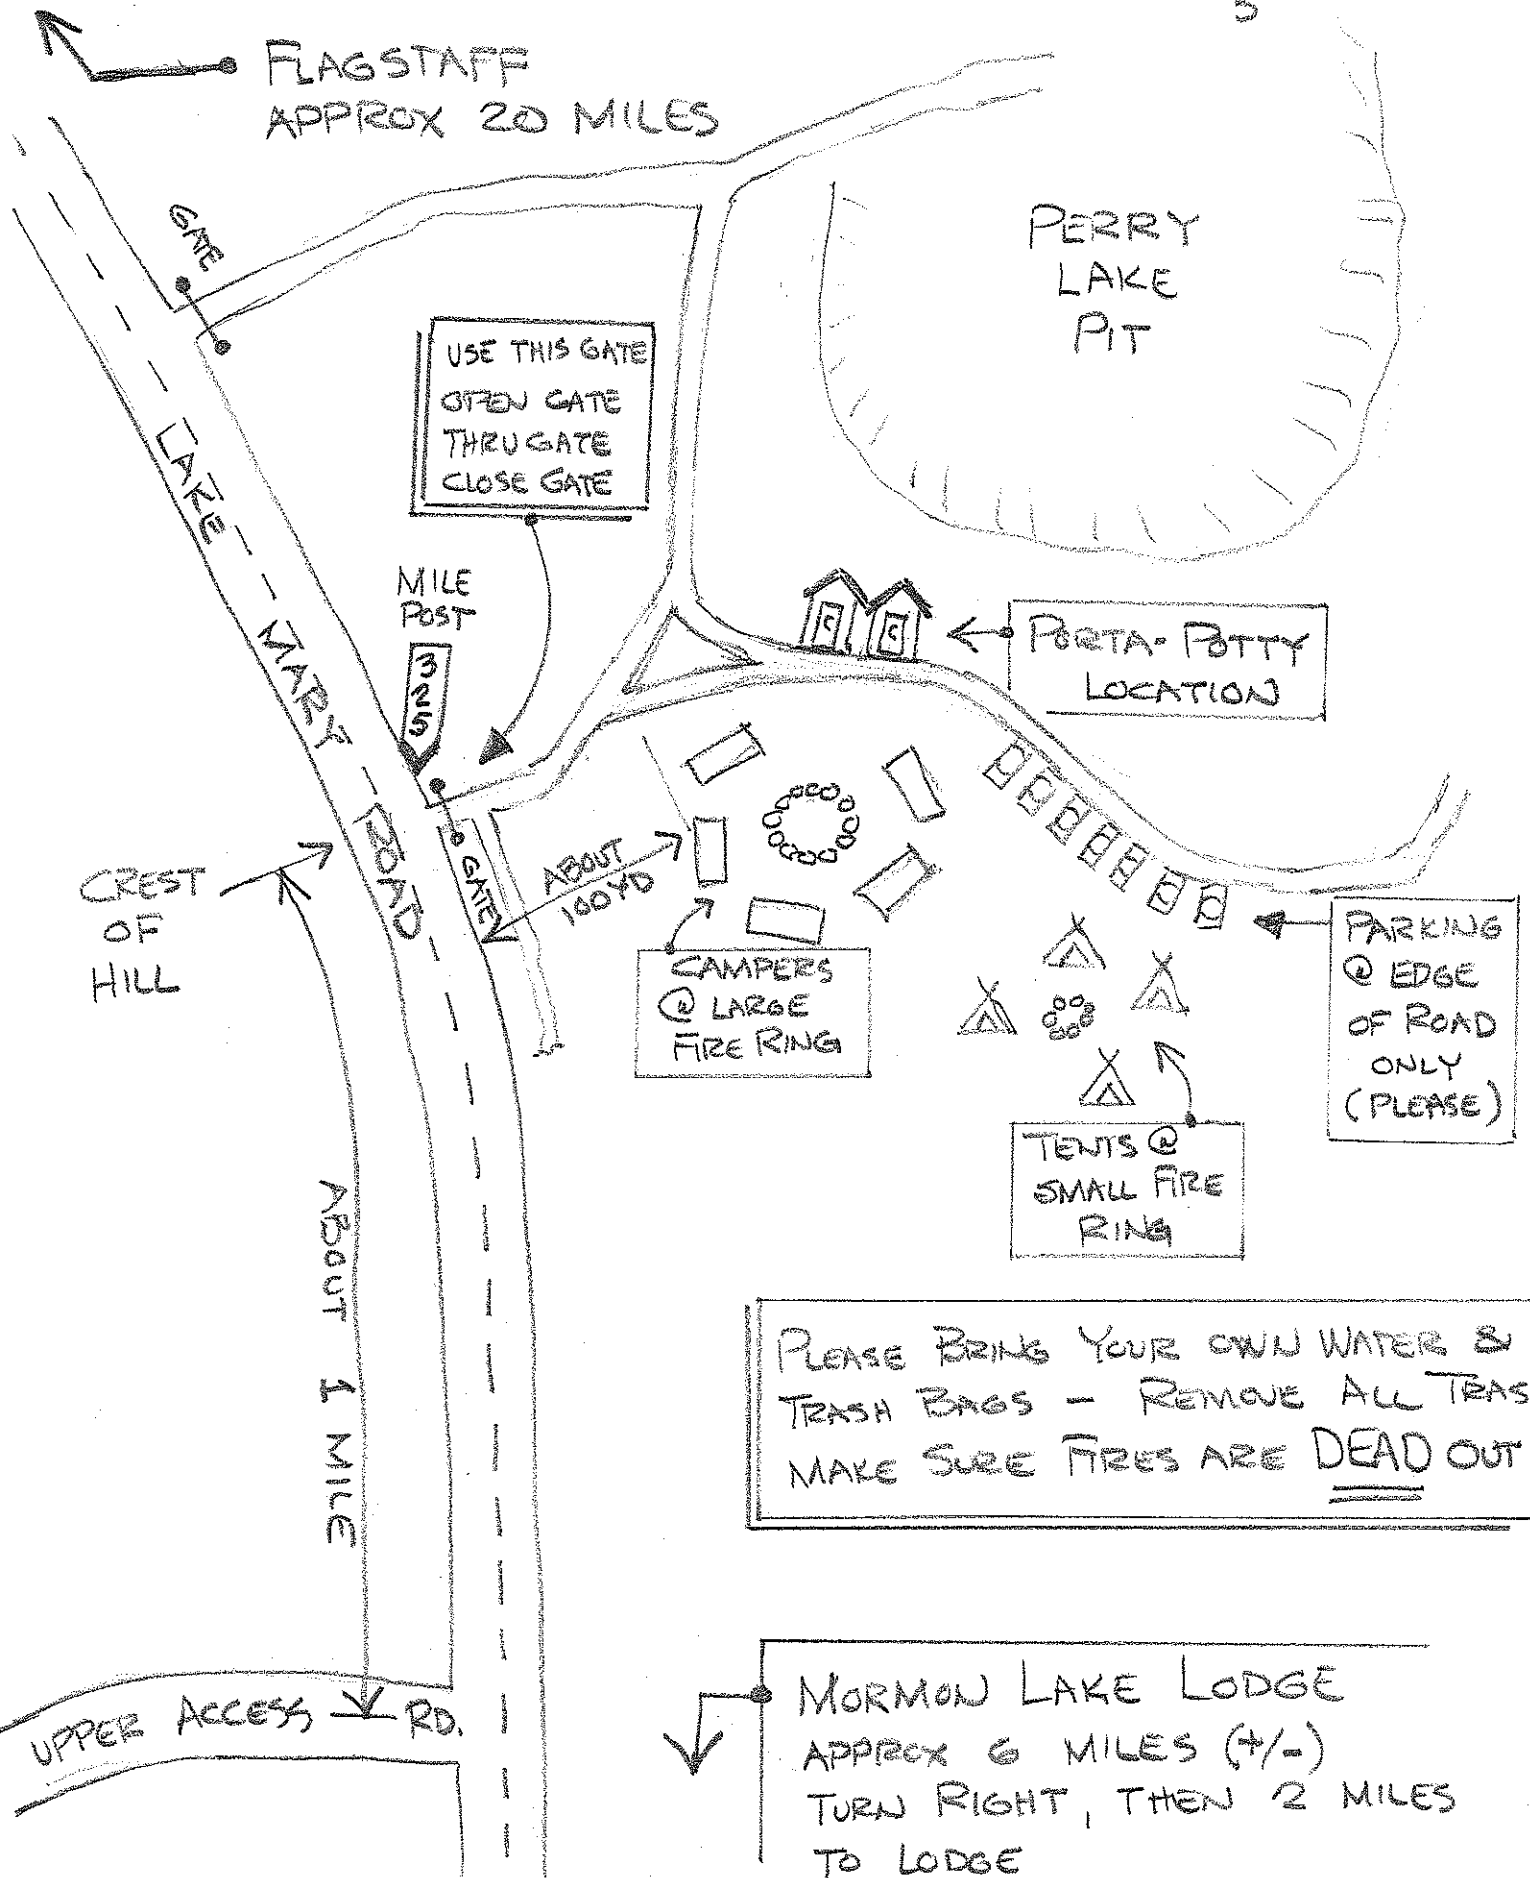 FLAGSTAFF
APPROX 20 MILES
GATE
PERRY
LAKE
PIT
USE THIS GATE
OPEN GATE
THRU GATE
CLOSE GATE
LAKE MARY ROAD
MILE
POST
325
PORTA-POTTY
LOCATION
GATE
ABOUT
100 YD
CREST
OF
HILL
CAMPERS
@ LARGE
FIRE RING
PARKING
@ EDGE
OF ROAD
ONLY
(PLEASE)
TENTS @
SMALL FIRE
RING
ABOUT 1 MILE
PLEASE BRING YOUR OWN WATER &
TRASH BAGS - REMOVE ALL TRAS
MAKE SURE FIRES ARE DEAD OUT
UPPER ACCESS RD.
MORMON LAKE LODGE
APPROX 6 MILES (+/-)
TURN RIGHT, THEN 2 MILES
TO LODGE